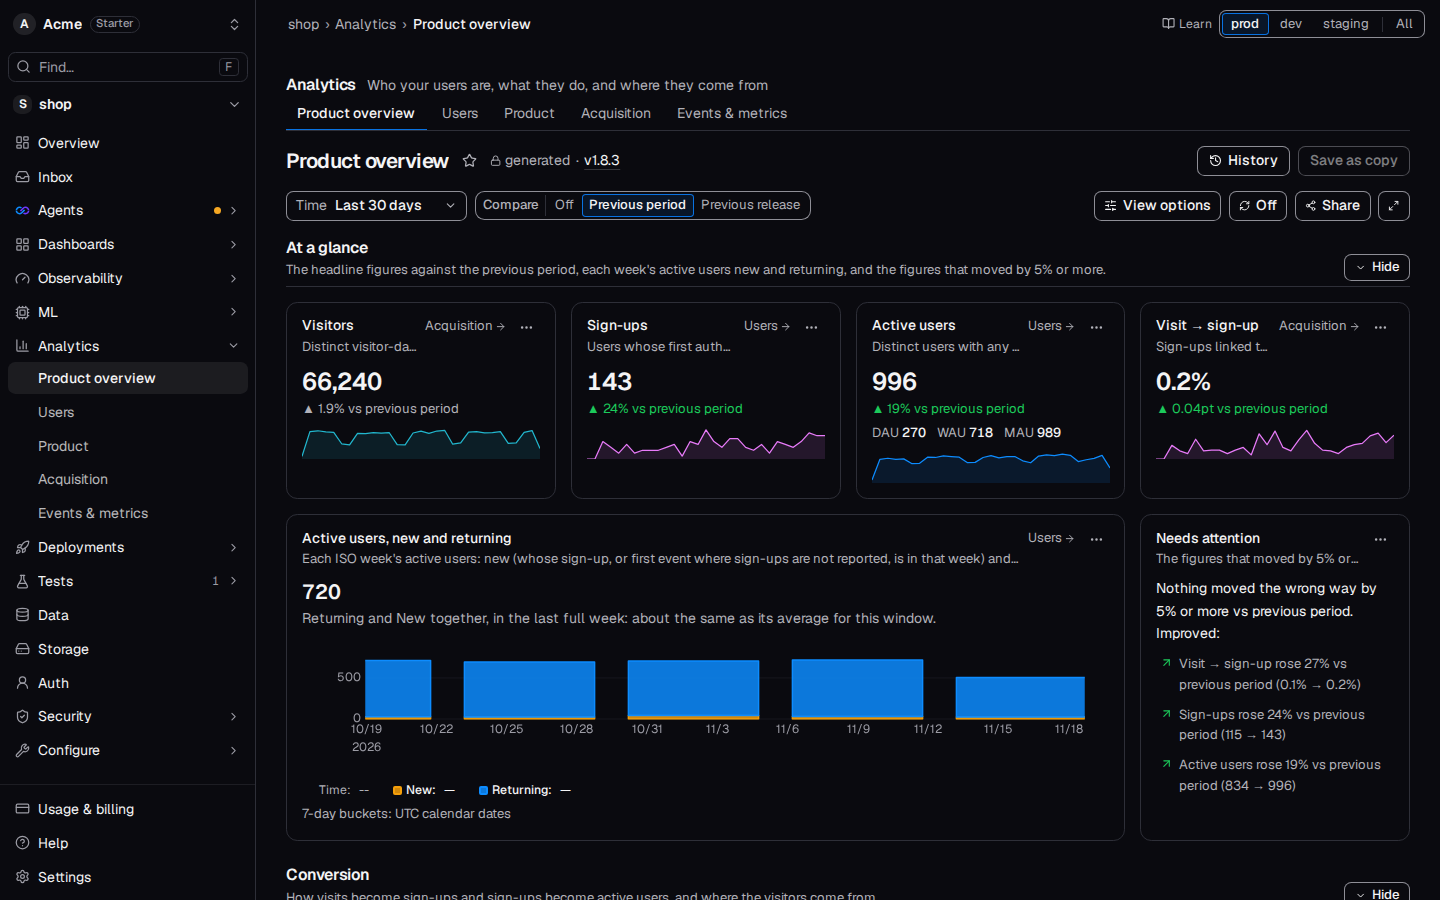 A Acme Starter
Find... F
S shop
Overview
Inbox
Agents
Dashboards
Observability
ML
Analytics
Product overview
Users
Product
Acquisition
Events & metrics
Deployments
Tests 1
Data
Storage
Auth
Security
Configure
Usage & billing
Help
Settings
shop › Analytics › Product overview
Learn prod dev staging All
Analytics Who your users are, what they do, and where they come from
Product overview Users Product Acquisition Events & metrics
Product overview generated · v1.8.3
History Save as copy
Time Last 30 days Compare Off Previous period Previous release
View options Off Share
At a glance
The headline figures against the previous period, each week's active users new and returning, and the figures that moved by 5% or more.
Hide
Visitors Acquisition →
Distinct visitor-da...
66,240
▲ 1.9% vs previous period
Sign-ups Users →
Users whose first auth...
143
▲ 24% vs previous period
Active users Users →
Distinct users with any ...
996
▲ 19% vs previous period
DAU 270 WAU 718 MAU 989
Visit → sign-up Acquisition →
Sign-ups linked t...
0.2%
▲ 0.04pt vs previous period
Active users, new and returning Users →
Each ISO week's active users: new (whose sign-up, or first event where sign-ups are not reported, is in that week) and...
720
Returning and New together, in the last full week: about the same as its average for this window.
500
0
10/19 10/22 10/25 10/28 10/31 11/3 11/6 11/9 11/12 11/15 11/18
2026
Time: -- New: — Returning: —
7-day buckets: UTC calendar dates
Needs attention
The figures that moved by 5% or...
Nothing moved the wrong way by
5% or more vs previous period.
Improved:
Visit → sign-up rose 27% vs
previous period (0.1% → 0.2%)
Sign-ups rose 24% vs previous
period (115 → 143)
Active users rose 19% vs previous
period (834 → 996)
Conversion
How visits become sign-ups and sign-ups become active users, and where the visitors come from
Hide